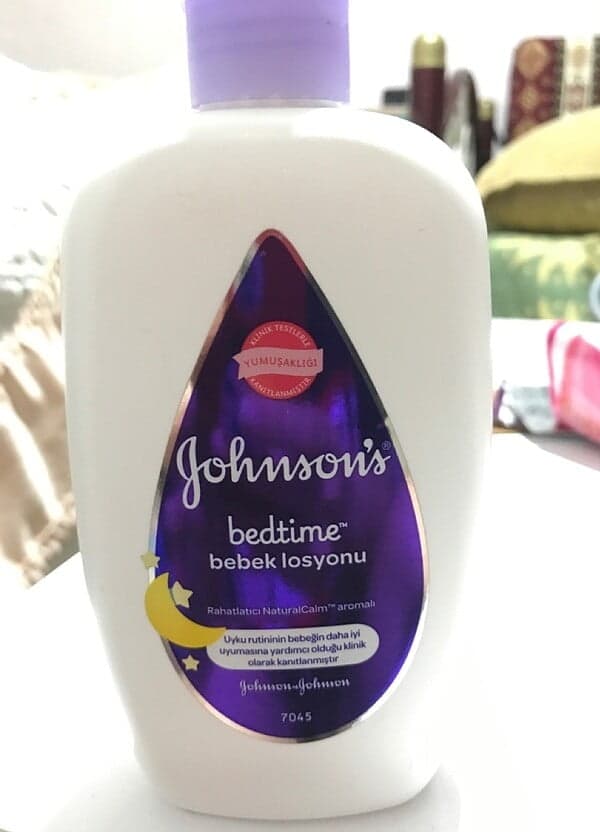 KLİNİK TESTLERLE
YUMUŞAKLIĞI
KANITLANMIŞTIR
Johnson's®
bedtime™
bebek losyonu
Rahatlatıcı NaturalCalm™ aromalı
Uyku rutininin bebeğin daha iyi
uyumasına yardımcı olduğu klinik
olarak kanıtlanmıştır
Johnson & Johnson
7045